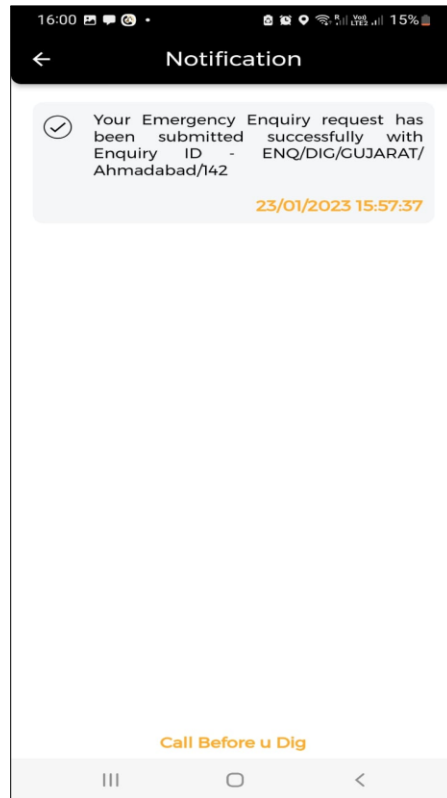 16:00 15%
Notification
Your Emergency Enquiry request has
been submitted successfully with
Enquiry ID - ENQ/DIG/GUJARAT/
Ahmadabad/142
23/01/2023 15:57:37
Call Before u Dig